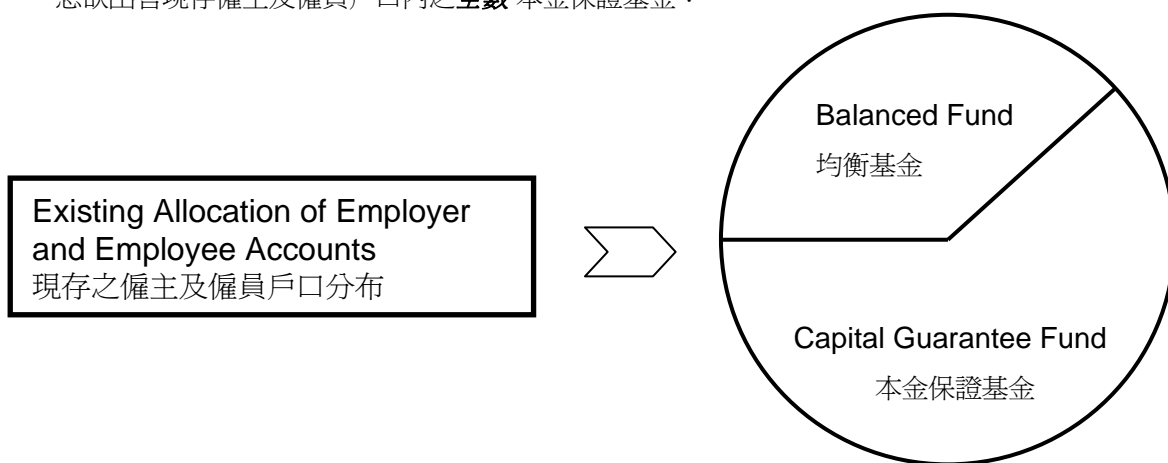 Balanced Fund
均衡基金
Existing Allocation of Employer
and Employee Accounts
現存之僱主及僱員戶口分布
Capital Guarantee Fund
本金保證基金